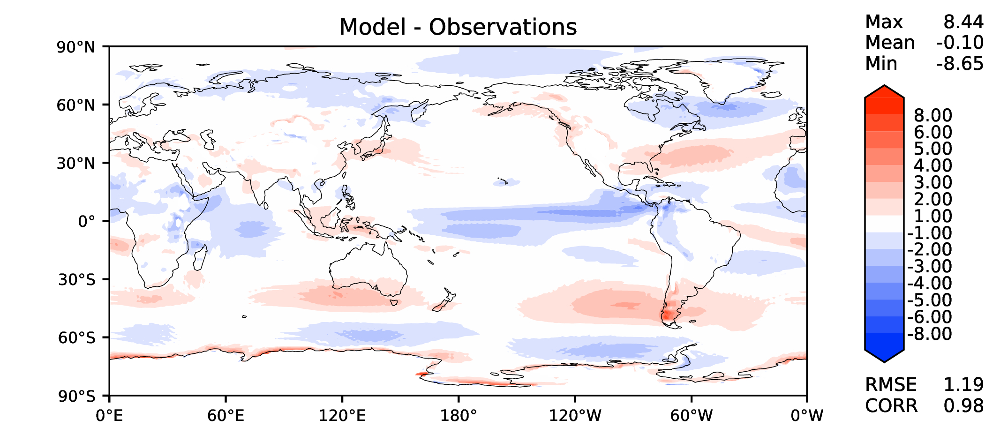 Model - Observations
Max 8.44
Mean -0.10
Min -8.65
90°N
60°N
30°N
0°
30°S
60°S
90°S
0°E 60°E 120°E 180° 120°W 60°W 0°W
8.00
6.00
5.00
4.00
3.00
2.00
1.00
-1.00
-2.00
-3.00
-4.00
-5.00
-6.00
-8.00
RMSE 1.19
CORR 0.98